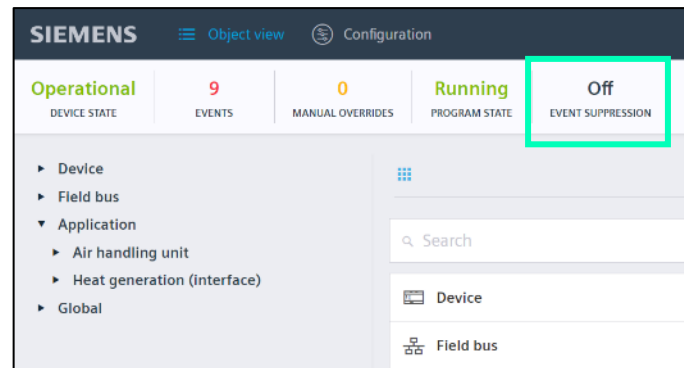 SIEMENS Object view Configuration
Operational 9 0 Running Off
DEVICE STATE EVENTS MANUAL OVERRIDES PROGRAM STATE EVENT SUPPRESSION
Device
Field bus
Application
Air handling unit
Heat generation (interface)
Global
Search
Device
Field bus